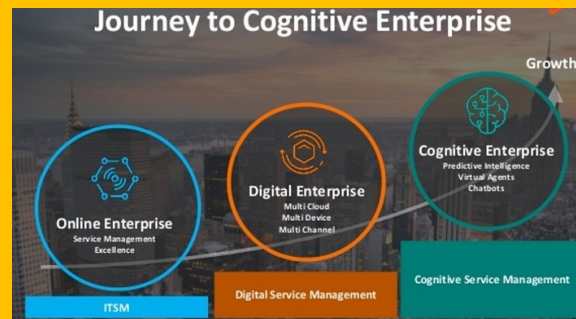 Journey to Cognitive Enterprise
Growth
Cognitive Enterprise
Predictive Intelligence
Virtual Agents
Chatbots
Digital Enterprise
Multi Cloud
Multi Device
Multi Channel
Online Enterprise
Service Management
Excellence
ITSM
Digital Service Management
Cognitive Service Management